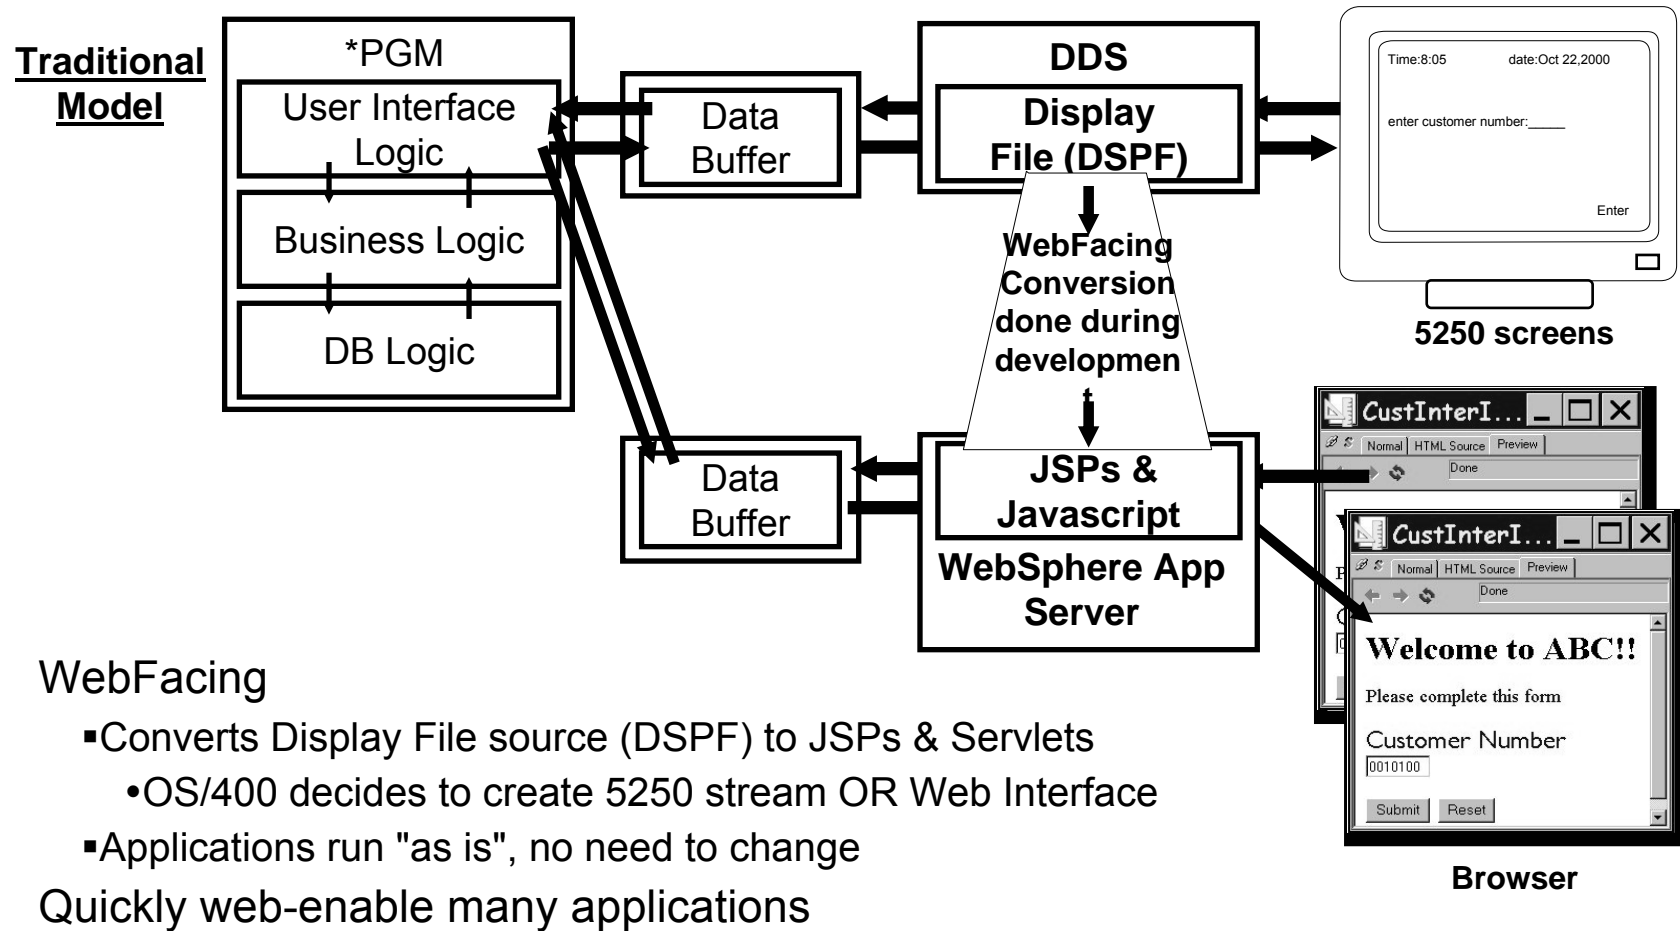 Traditional
Model
*PGM
User Interface
Logic
Business Logic
DB Logic
Data
Buffer
DDS
Display
File (DSPF)
Time:8:05 date:Oct 22,2000
enter customer number:_____
Enter
5250 screens
WebFacing
Conversion
done during
developmen
t
Data
Buffer
JSPs &
Javascript
WebSphere App
Server
CustInterI...
Normal HTML Source Preview
Done
CustInterI...
Normal HTML Source Preview
Done
Welcome to ABC!!
Please complete this form
Customer Number
0010100
Submit Reset
Browser
WebFacing
▪Converts Display File source (DSPF) to JSPs & Servlets
•OS/400 decides to create 5250 stream OR Web Interface
▪Applications run "as is", no need to change
Quickly web-enable many applications